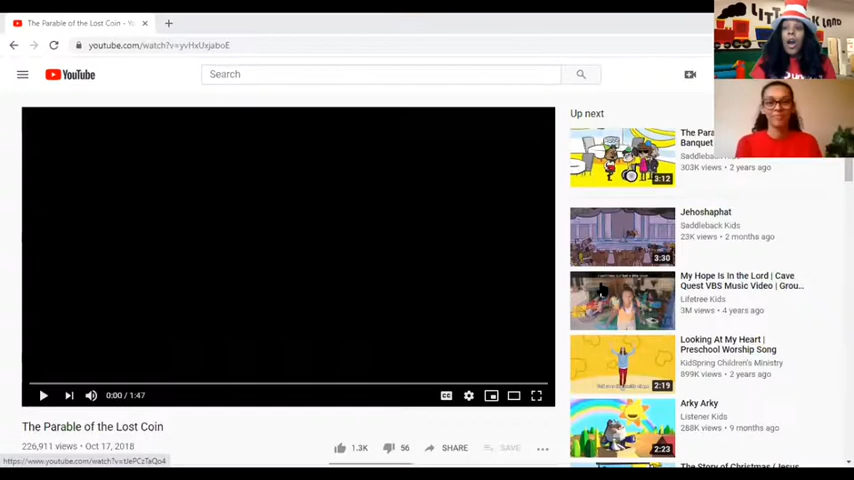 The Parable of the Lost Coin - Yo
youtube.com/watch?v=yvHxUxjaboE
YouTube
Search
Up next
The Para
Banquet
Saddleback Kids
303K views • 2 years ago
3:12
Jehoshaphat
Saddleback Kids
23K views • 2 months ago
3:30
My Hope Is In the Lord | Cave
Quest VBS Music Video | Grou...
Lifetree Kids
3M views • 4 years ago
Looking At My Heart |
Preschool Worship Song
KidSpring Children's Ministry
899K views • 2 years ago
2:19
Arky Arky
Listener Kids
288K views • 9 months ago
2:23
The Story of Christmas / Jesus
0:00 / 1:47
CC
The Parable of the Lost Coin
226,911 views • Oct 17, 2018
1.3K
56
SHARE
SAVE
https://www.youtube.com/watch?v=tJePCzTaQo4
LAND